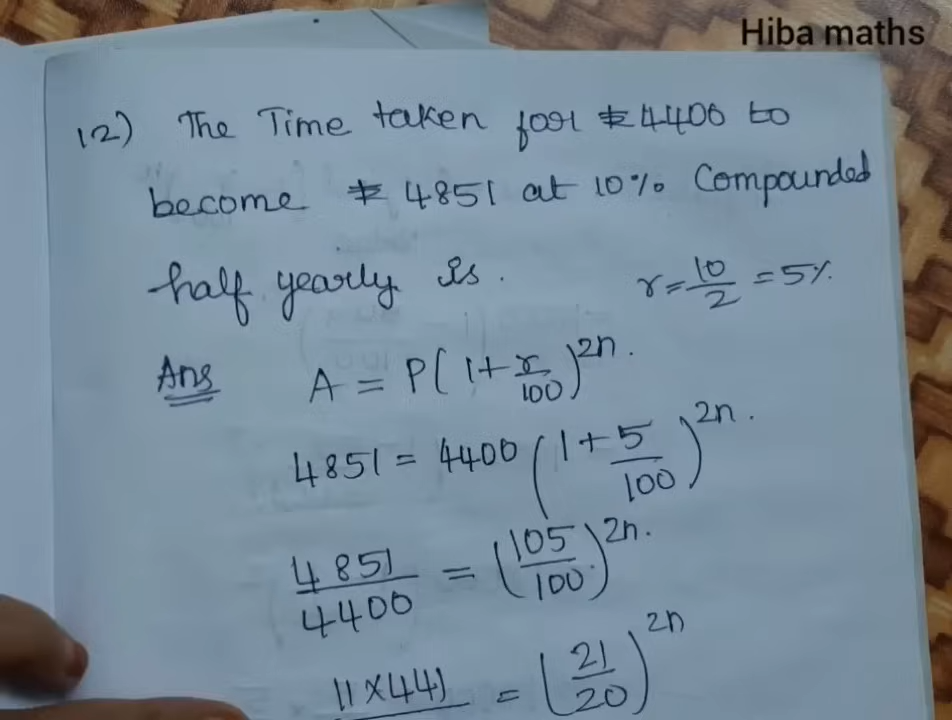 Hiba maths
12) The Time taken for ₹ 4400 to
become ₹ 4851 at 10% Compounded
half yearly is. r = 10/2 = 5%
Ans A = P(1 + r/100)^2n.
4851 = 4400 (1 + 5/100)^2n.
4851/4400 = (105/100)^2n.
11 × 441 = (21/20)^2n